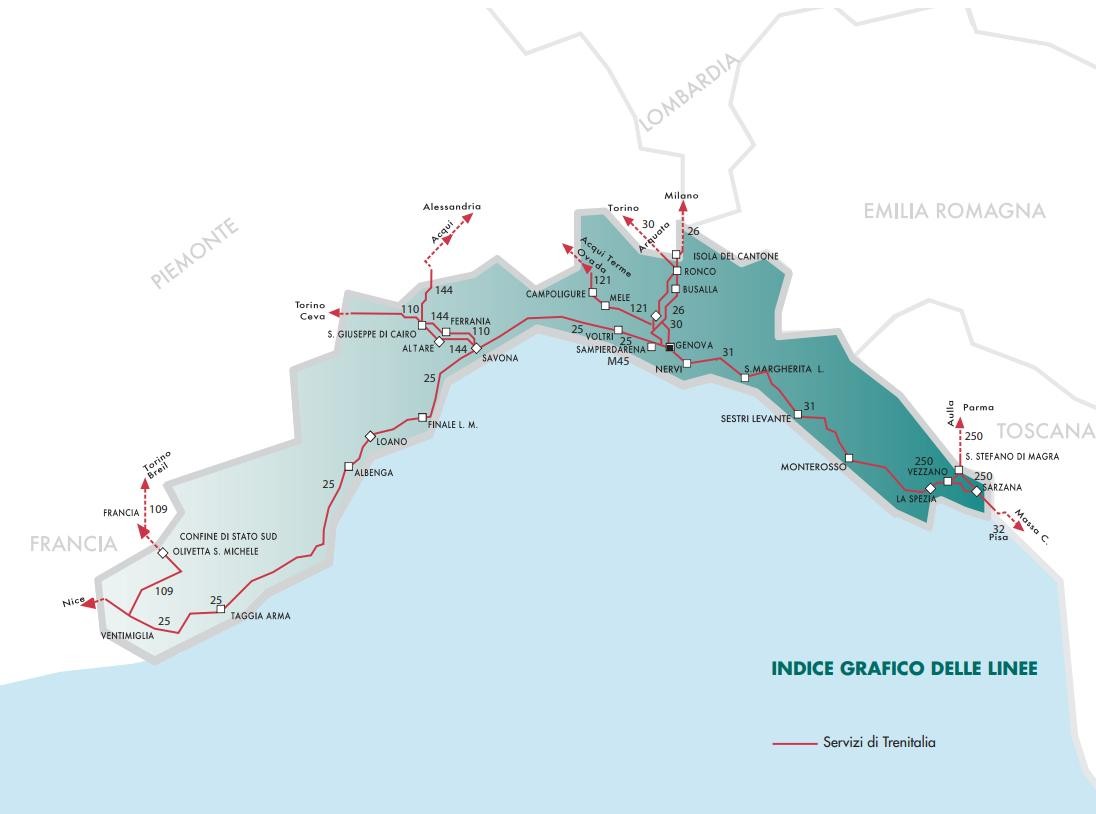 LOMBARDIA
PIEMONTE
EMILIA ROMAGNA
TOSCANA
FRANCIA
Alessandria
Acqui
144
Torino
Ceva
110
144
FERRANIA
110
S. GIUSEPPE DI CAIRO
ALTARE
144
SAVONA
Torino
30
Arquata
Milano
26
ISOLA DEL CANTONE
RONCO
BUSALLA
Acqui Terme
Ovada
121
CAMPOLIGURE
MELE
121
26
30
25
VOLTRI
25
SAMPIERDARENA
M45
GENOVA
NERVI
31
S.MARGHERITA L.
SESTRI LEVANTE
31
MONTEROSSO
Aulla
Parma
250
S. STEFANO DI MAGRA
250
VEZZANO
250
SARZANA
LA SPEZIA
Massa C.
32
Pisa
25
FINALE L. M.
LOANO
ALBENGA
25
Torino
Breil
FRANCIA
109
CONFINE DI STATO SUD
OLIVETTA S. MICHELE
109
Nice
25
25
TAGGIA ARMA
VENTIMIGLIA
INDICE GRAFICO DELLE LINEE
Servizi di Trenitalia